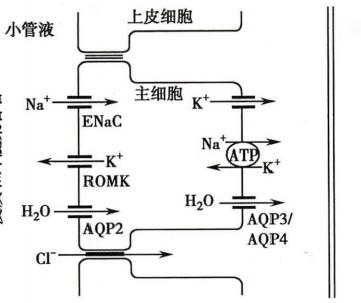 上皮细胞
小管液
主细胞
Na⁺
ENaC
K⁺
Na⁺
ATP
K⁺
K⁺
ROMK
H₂O
AQP2
H₂O
AQP3/
AQP4
Cl⁻